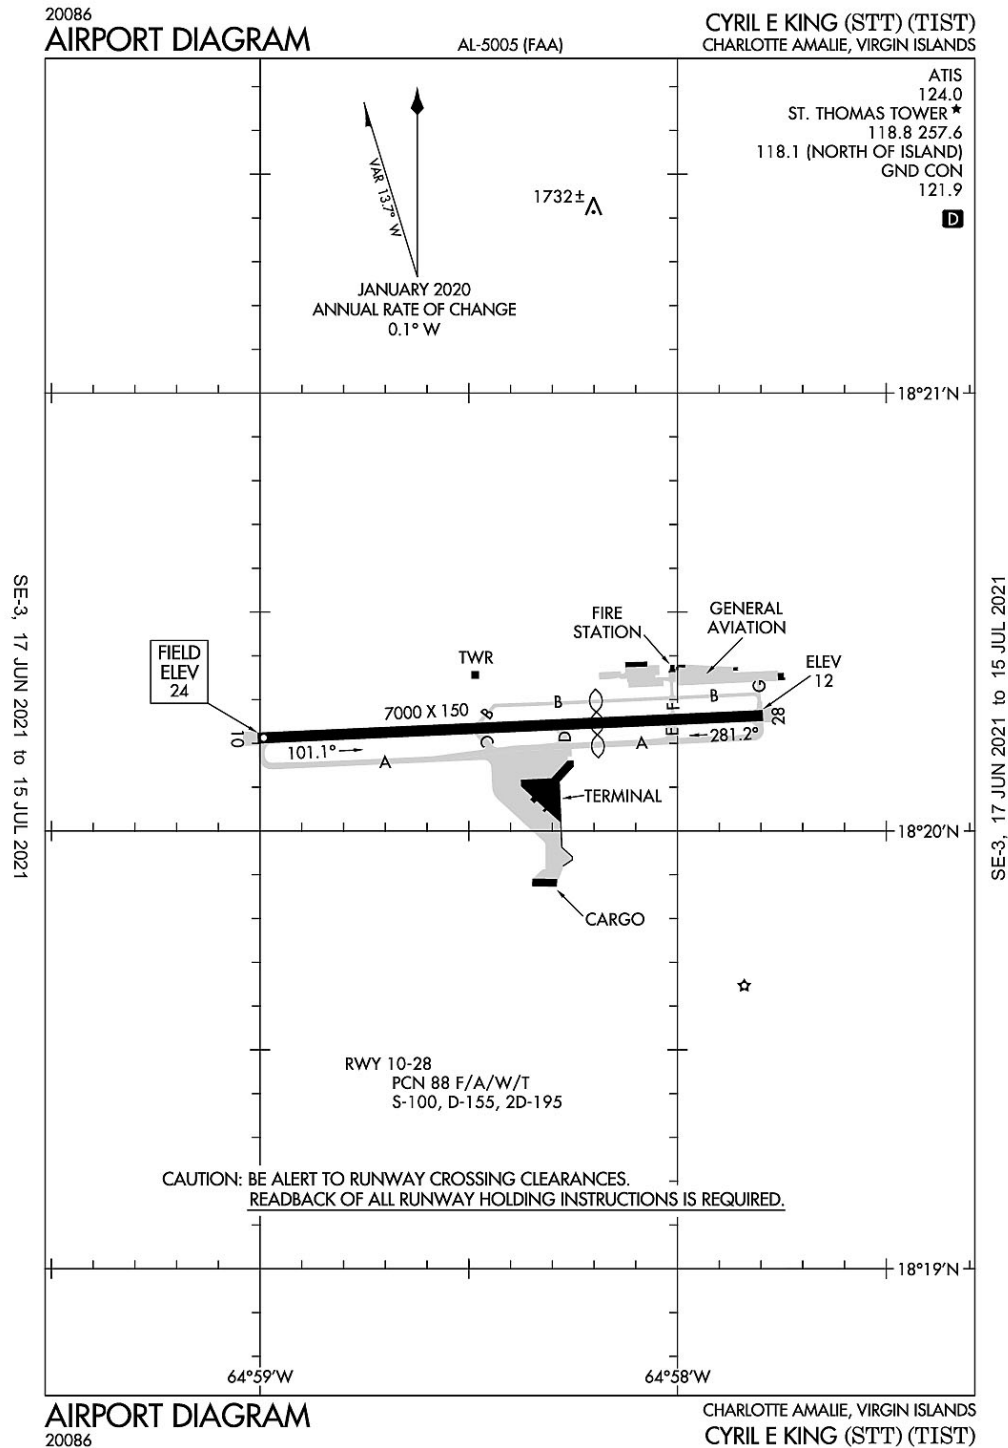 20086
AIRPORT DIAGRAM
AL-5005 (FAA)
CYRIL E KING (STT) (TIST)
CHARLOTTE AMALIE, VIRGIN ISLANDS
ATIS
124.0
ST. THOMAS TOWER★
118.8 257.6
118.1 (NORTH OF ISLAND)
GND CON
121.9
D
VAR 13.7° W
1732±
JANUARY 2020
ANNUAL RATE OF CHANGE
0.1° W
18°21'N
SE-3, 17 JUN 2021 to 15 JUL 2021
SE-3, 17 JUN 2021 to 15 JUL 2021
FIRE
STATION
GENERAL
AVIATION
FIELD
ELEV
24
TWR
ELEV
12
B
B
B
G
F
7000 X 150
10
28
101.1°
A
C
D
A
E
281.2°
TERMINAL
18°20'N
CARGO
RWY 10-28
PCN 88 F/A/W/T
S-100, D-155, 2D-195
CAUTION: BE ALERT TO RUNWAY CROSSING CLEARANCES.
READBACK OF ALL RUNWAY HOLDING INSTRUCTIONS IS REQUIRED.
18°19'N
64°59'W
64°58'W
AIRPORT DIAGRAM
20086
CHARLOTTE AMALIE, VIRGIN ISLANDS
CYRIL E KING (STT) (TIST)